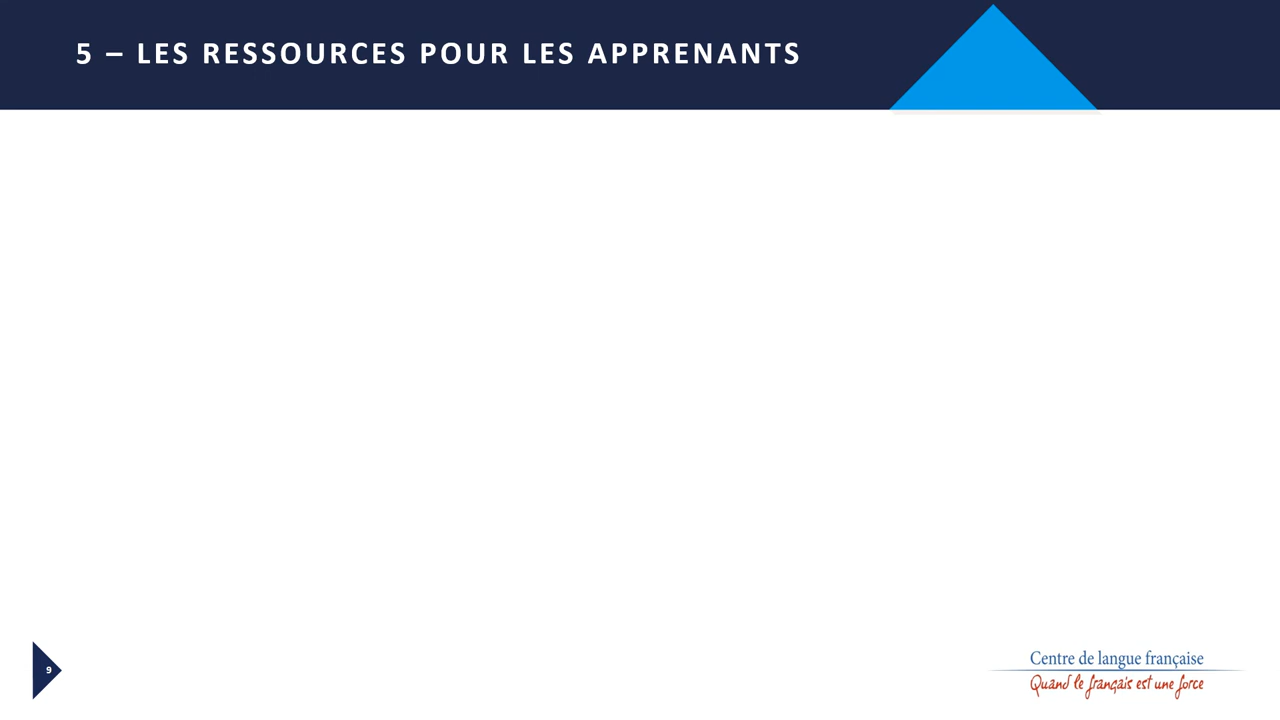 5 – LES RESSOURCES POUR LES APPRENANTS
9
Centre de langue française
Quand le français est une force